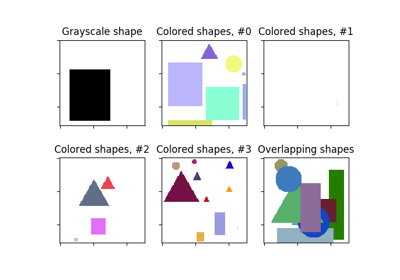 Grayscale shape
Colored shapes, #0
Colored shapes, #1
Colored shapes, #2
Colored shapes, #3
Overlapping shapes